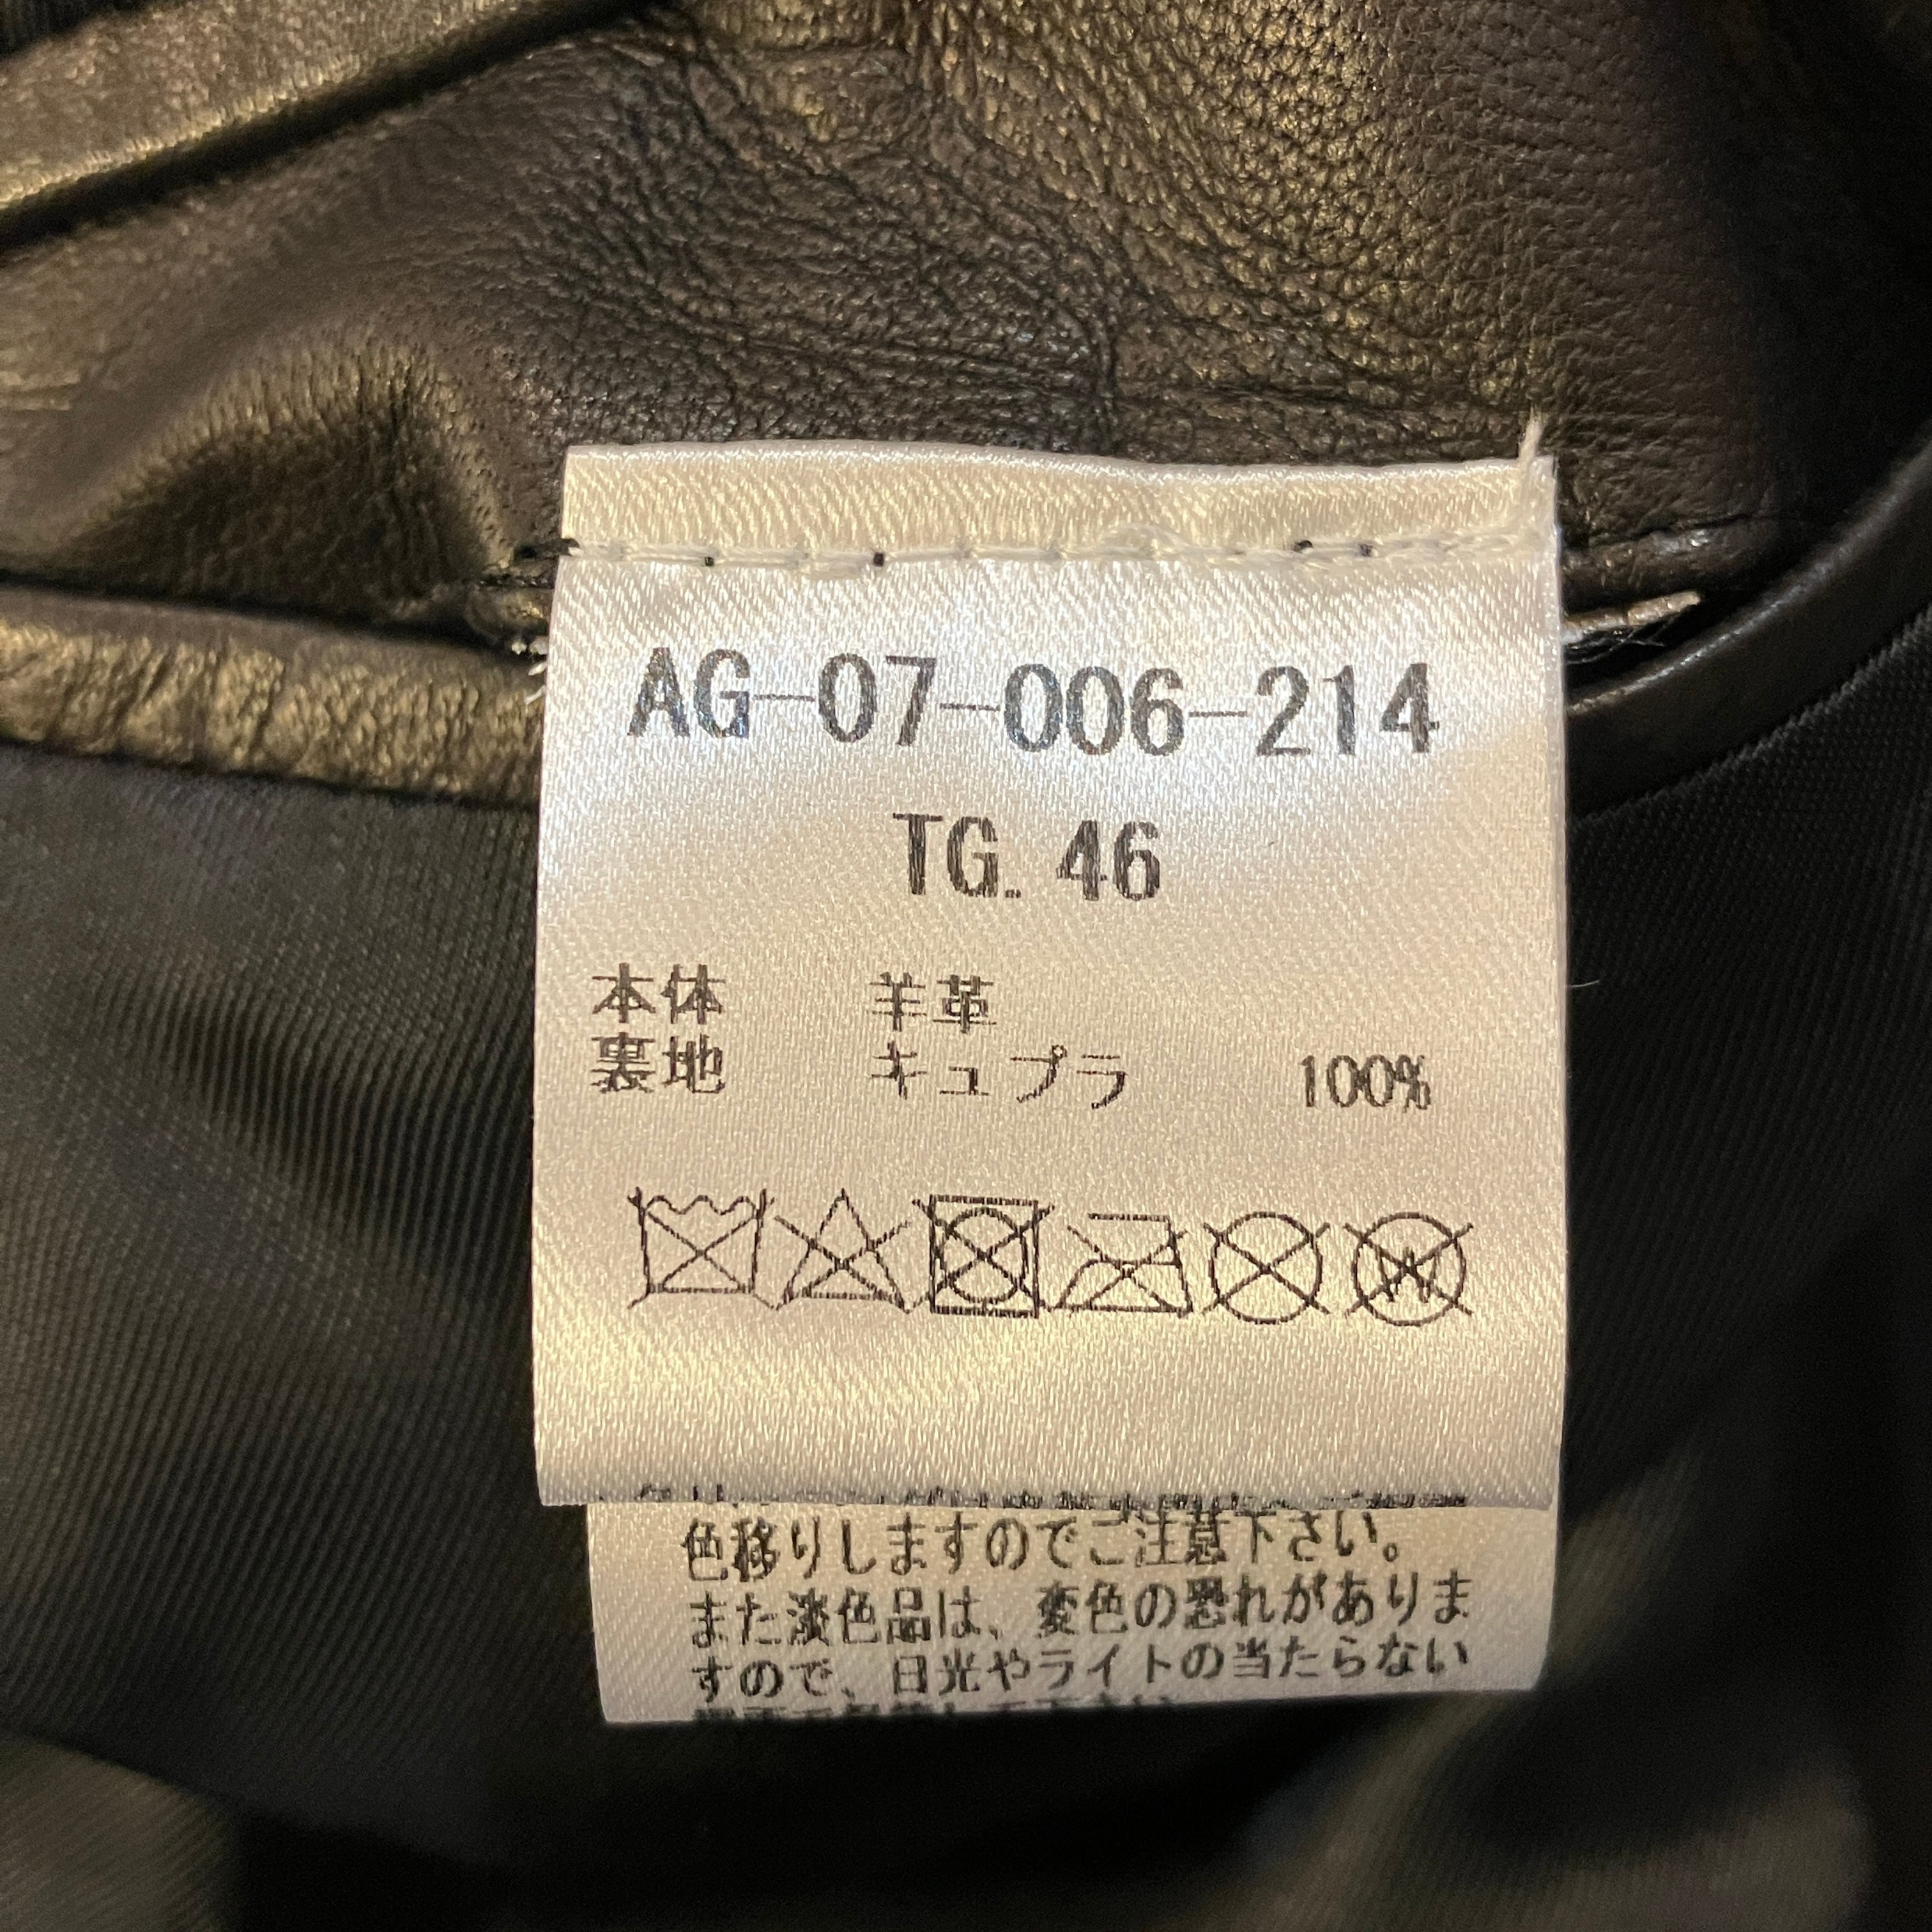 AG-07-006-214
TG. 46
本体 羊革
裏地 キュプラ 100%
色移りしますのでご注意下さい。
また淡色品は、変色の恐れがありま
すので、日光やライトの当たらない